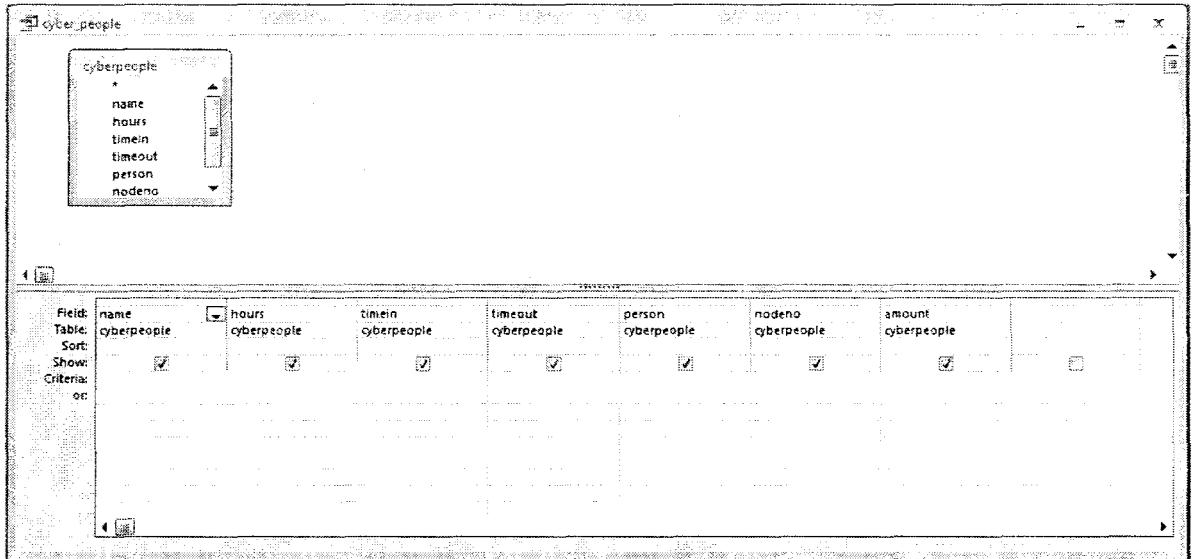 cyber_people
cyberpeople
*
name
hours
timein
timeout
person
nodeno
Field: name hours timein timeout person nodeno amount
Table: cyberpeople cyberpeople cyberpeople cyberpeople cyberpeople cyberpeople cyberpeople
Sort:
Show:
Criteria:
or: